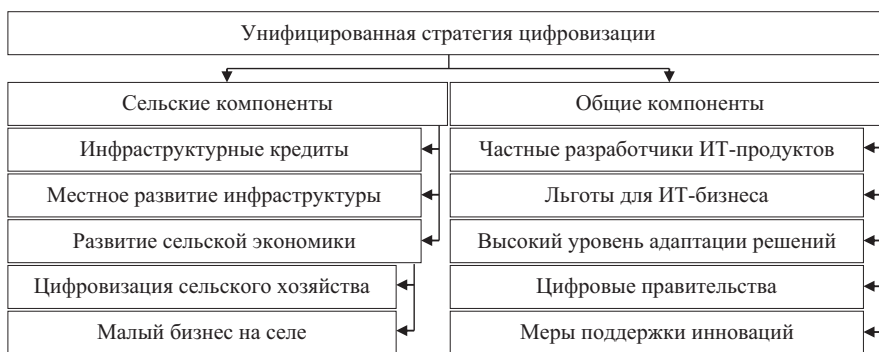 Унифицированная стратегия цифровизации
Сельские компоненты
Общие компоненты
Инфраструктурные кредиты
Частные разработчики ИТ-продуктов
Местное развитие инфраструктуры
Льготы для ИТ-бизнеса
Развитие сельской экономики
Высокий уровень адаптации решений
Цифровизация сельского хозяйства
Цифровые правительства
Малый бизнес на селе
Меры поддержки инноваций